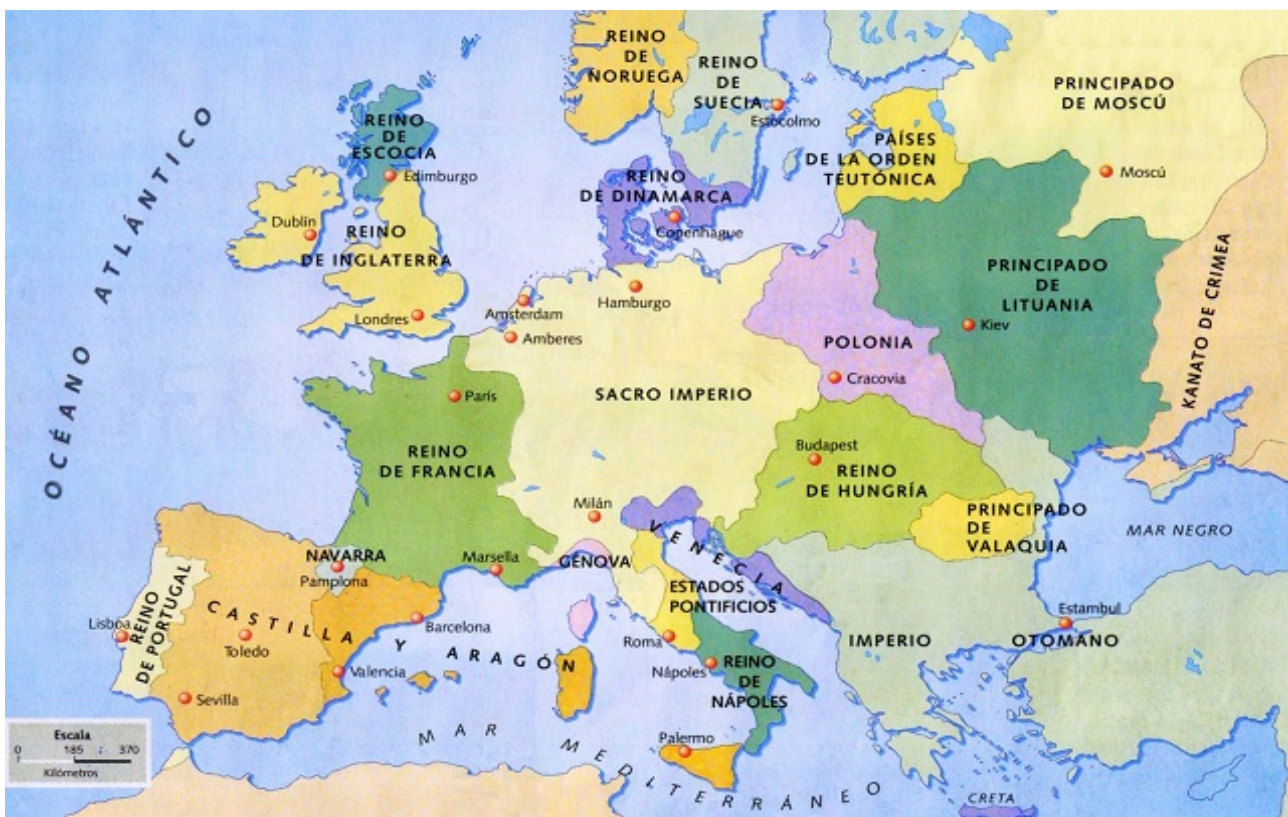 REINO
DE
NORUEGA
REINO
DE
SUECIA
Estocolmo
PRINCIPADO
DE MOSCÚ
Moscú
PAÍSES
DE LA ORDEN
TEUTÓNICA
REINO
DE
ESCOCIA
Edimburgo
REINO
DE DINAMARCA
Copenhague
OCÉANO ATLÁNTICO
Dublín
REINO
DE INGLATERRA
Londres
Amsterdam
Amberes
Hamburgo
PRINCIPADO
DE
LITUANIA
Kiev
KANATO DE CRIMEA
POLONIA
Cracovia
SACRO IMPERIO
París
REINO
DE FRANCIA
Budapest
REINO
DE HUNGRÍA
PRINCIPADO
DE
VALAQUIA
MAR NEGRO
Milán
GÉNOVA
VENECIA
NAVARRA
Pamplona
Marsella
ESTADOS
PONTIFICIOS
Roma
REINO
DE PORTUGAL
Lisboa
CASTILLA
Y ARAGÓN
Toledo
Barcelona
Valencia
Sevilla
Nápoles
REINO
DE
NÁPOLES
Palermo
IMPERIO OTOMANO
Estambul
MAR MEDITERRÁNEO
CRETA
Escala
0 185 370
Kilómetros